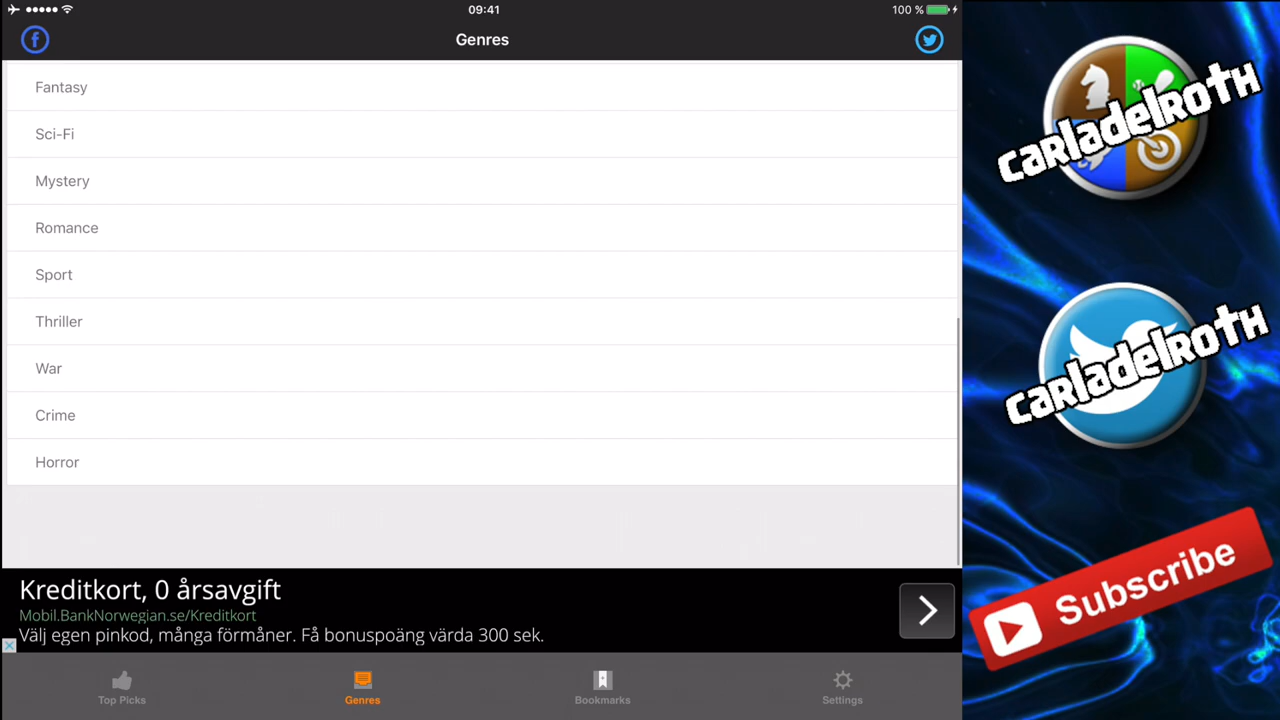 09:41
100 %
Genres
Fantasy
Sci-Fi
Mystery
Romance
Sport
Thriller
War
Crime
Horror
Kreditkort, 0 årsavgift
Mobil.BankNorwegian.se/Kreditkort
Välj egen pinkod, många förmåner. Få bonuspoäng värda 300 sek.
Top Picks
Genres
Bookmarks
Settings
carladelroth
carladelroth
Subscribe